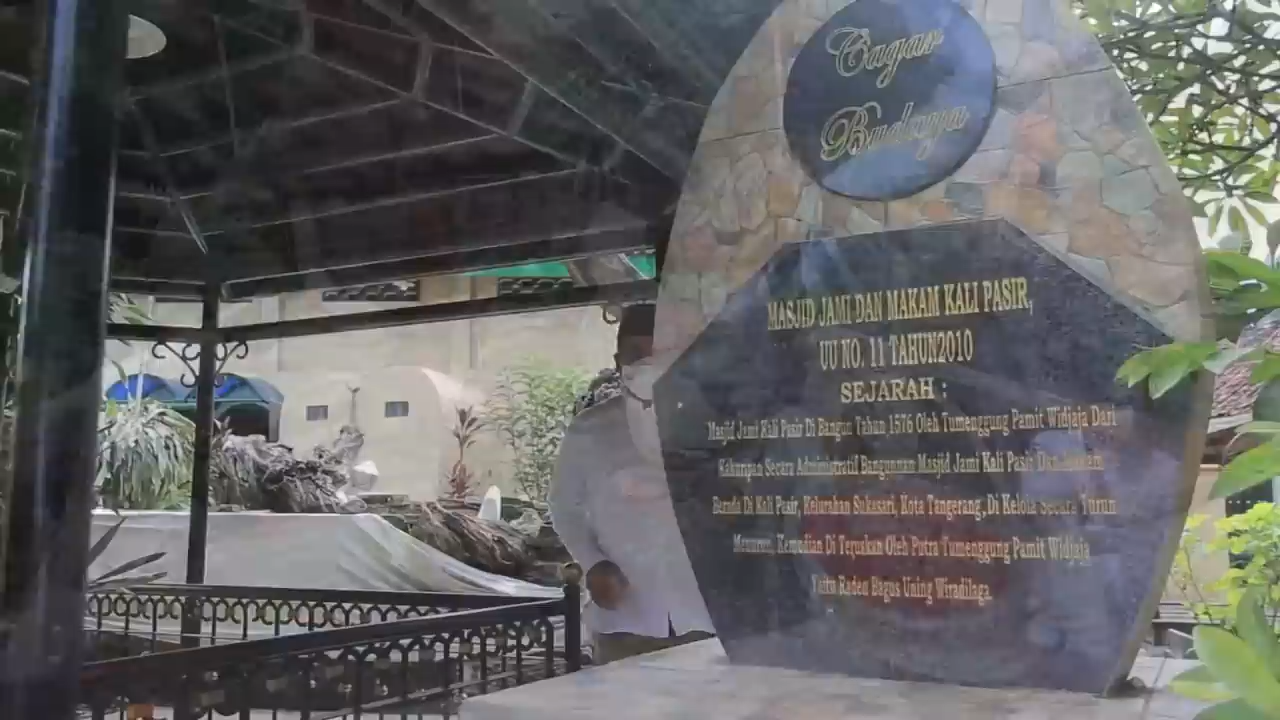 Cagar
Budaya
MASJID JAMI DAN MAKAM KALI PASIR,
UU NO. 11 TAHUN2010
SEJARAH :
Masjid Jami Kali Pasir Di Bangun Tahun 1576 Oleh Tumenggung Pamit Widjaja Dari
Kahuripan Secara Administratif Bangunan Masjid Jami Kali Pasir Dan Makam
Berada Di Kali Pasir, Kelurahan Sukasari, Kota Tangerang, Di Kelola Secara Turun
Menurun, Kemudian Di Teruskan Oleh Putra Tumenggung Pamit Widjaja
Yaitu Raden Bagus Uning Wiradilaga.